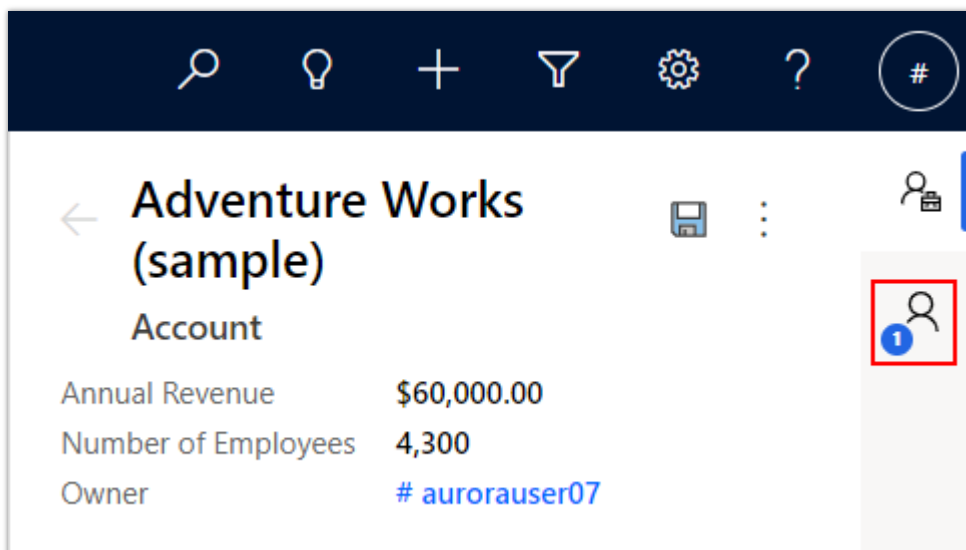 #
Adventure Works
(sample)
Account
1
Annual Revenue $60,000.00
Number of Employees 4,300
Owner # aurorauser07